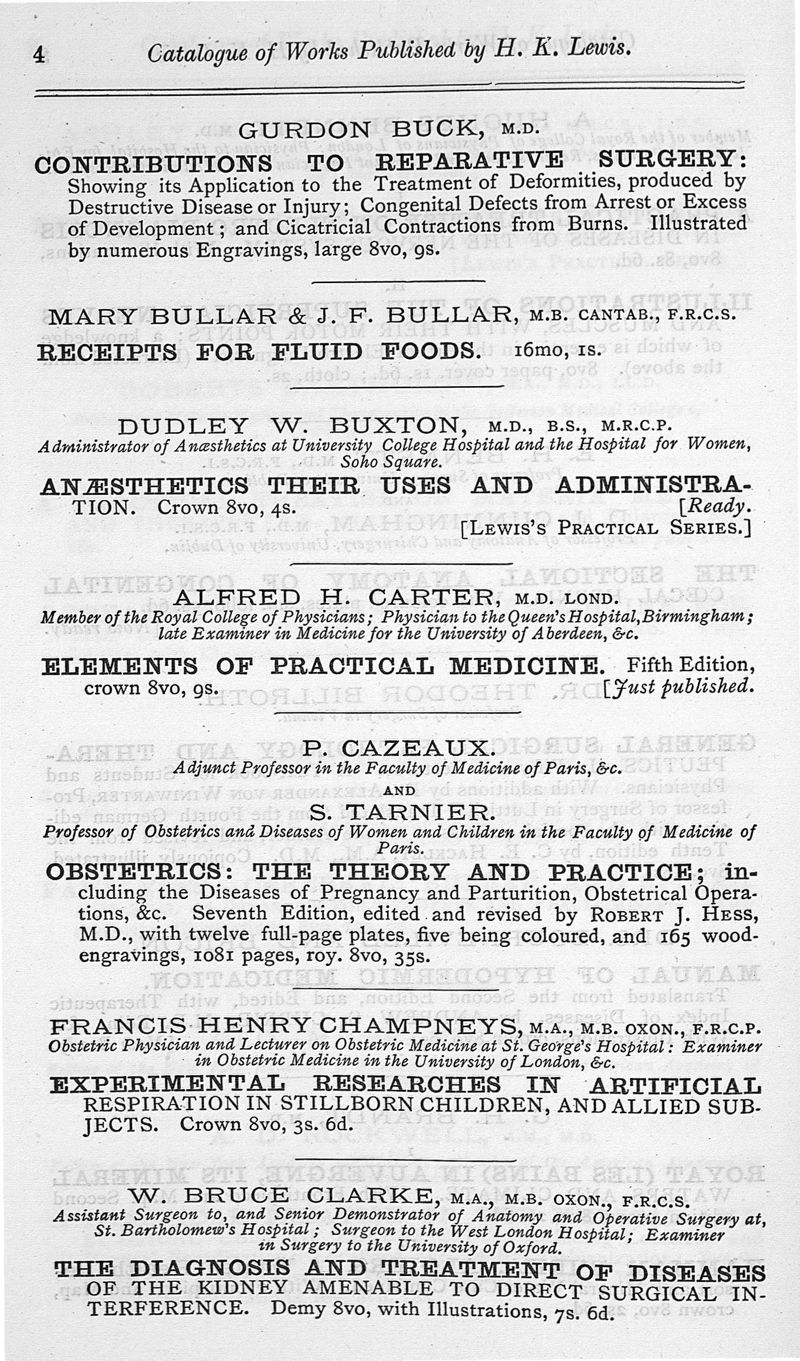 4 Catalogue of Works Published by H. K. Lewis.
GURDON BUCK, M.D.
CONTRIBUTIONS TO REPARATIVE SURGERY:
Showing its Application to the Treatment of Deformities, produced by
Destructive Disease or Injury; Congenital Defects from Arrest or Excess
of Development; and Cicatricial Contractions from Burns. Illustrated
by numerous Engravings, large 8vo, 9s.
MARY BULLAR & J. F. BULLAR, M.B. CANTAB., F.R.C.S.
RECEIPTS FOR FLUID FOODS. 16mo, 1s.
DUDLEY W. BUXTON, M.D., B.S., M.R.C.P.
Administrator of Anæsthetics at University College Hospital and the Hospital for Women,
Soho Square.
ANÆSTHETICS THEIR USES AND ADMINISTRA-
TION. Crown 8vo, 4s. [Ready.
[LEWIS'S PRACTICAL SERIES.]
ALFRED H. CARTER, M.D. LOND.
Member of the Royal College of Physicians; Physician to the Queen's Hospital, Birmingham;
late Examiner in Medicine for the University of Aberdeen, &c.
ELEMENTS OF PRACTICAL MEDICINE. Fifth Edition,
crown 8vo, 9s. [Just published.
P. CAZEAUX.
Adjunct Professor in the Faculty of Medicine of Paris, &c.
AND
S. TARNIER.
Professor of Obstetrics and Diseases of Women and Children in the Faculty of Medicine of
Paris.
OBSTETRICS: THE THEORY AND PRACTICE; in-
cluding the Diseases of Pregnancy and Parturition, Obstetrical Opera-
tions, &c. Seventh Edition, edited and revised by ROBERT J. HESS,
M.D., with twelve full-page plates, five being coloured, and 165 wood-
engravings, 1081 pages, roy. 8vo, 35s.
FRANCIS HENRY CHAMPNEYS, M.A., M.B. OXON., F.R.C.P.
Obstetric Physician and Lecturer on Obstetric Medicine at St. George's Hospital: Examiner
in Obstetric Medicine in the University of London, &c.
EXPERIMENTAL RESEARCHES IN ARTIFICIAL
RESPIRATION IN STILLBORN CHILDREN, AND ALLIED SUB-
JECTS. Crown 8vo, 3s. 6d.
W. BRUCE CLARKE, M.A., M.B. OXON., F.R.C.S.
Assistant Surgeon to, and Senior Demonstrator of Anatomy and Operative Surgery at,
St. Bartholomew's Hospital; Surgeon to the West London Hospital; Examiner
in Surgery to the University of Oxford.
THE DIAGNOSIS AND TREATMENT OF DISEASES
OF THE KIDNEY AMENABLE TO DIRECT SURGICAL IN-
TERFERENCE. Demy 8vo, with Illustrations, 7s. 6d.